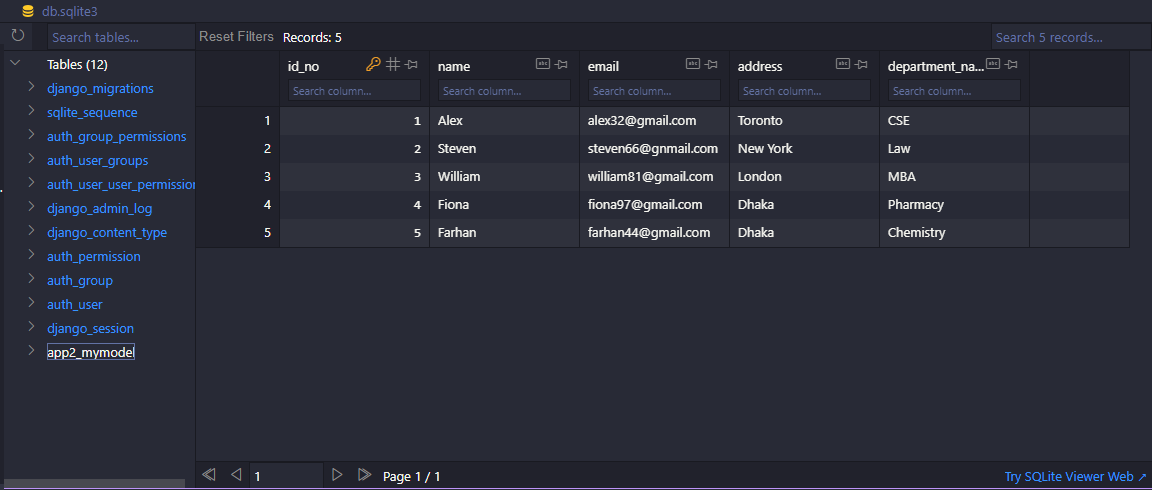 db.sqlite3
Search tables... Reset Filters Records: 5 Search 5 records...
Tables (12)
django_migrations
sqlite_sequence
auth_group_permissions
auth_user_groups
auth_user_user_permission
django_admin_log
django_content_type
auth_permission
auth_group
auth_user
django_session
app2_mymodel
id_no name abc email abc address abc department_na... abc
Search column... Search column... Search column... Search column... Search column...
1 1 Alex alex32@gmail.com Toronto CSE
2 2 Steven steven66@gnmail.com New York Law
3 3 William william81@gmail.com London MBA
4 4 Fiona fiona97@gmail.com Dhaka Pharmacy
5 5 Farhan farhan44@gmail.com Dhaka Chemistry
1 Page 1 / 1 Try SQLite Viewer Web ↗